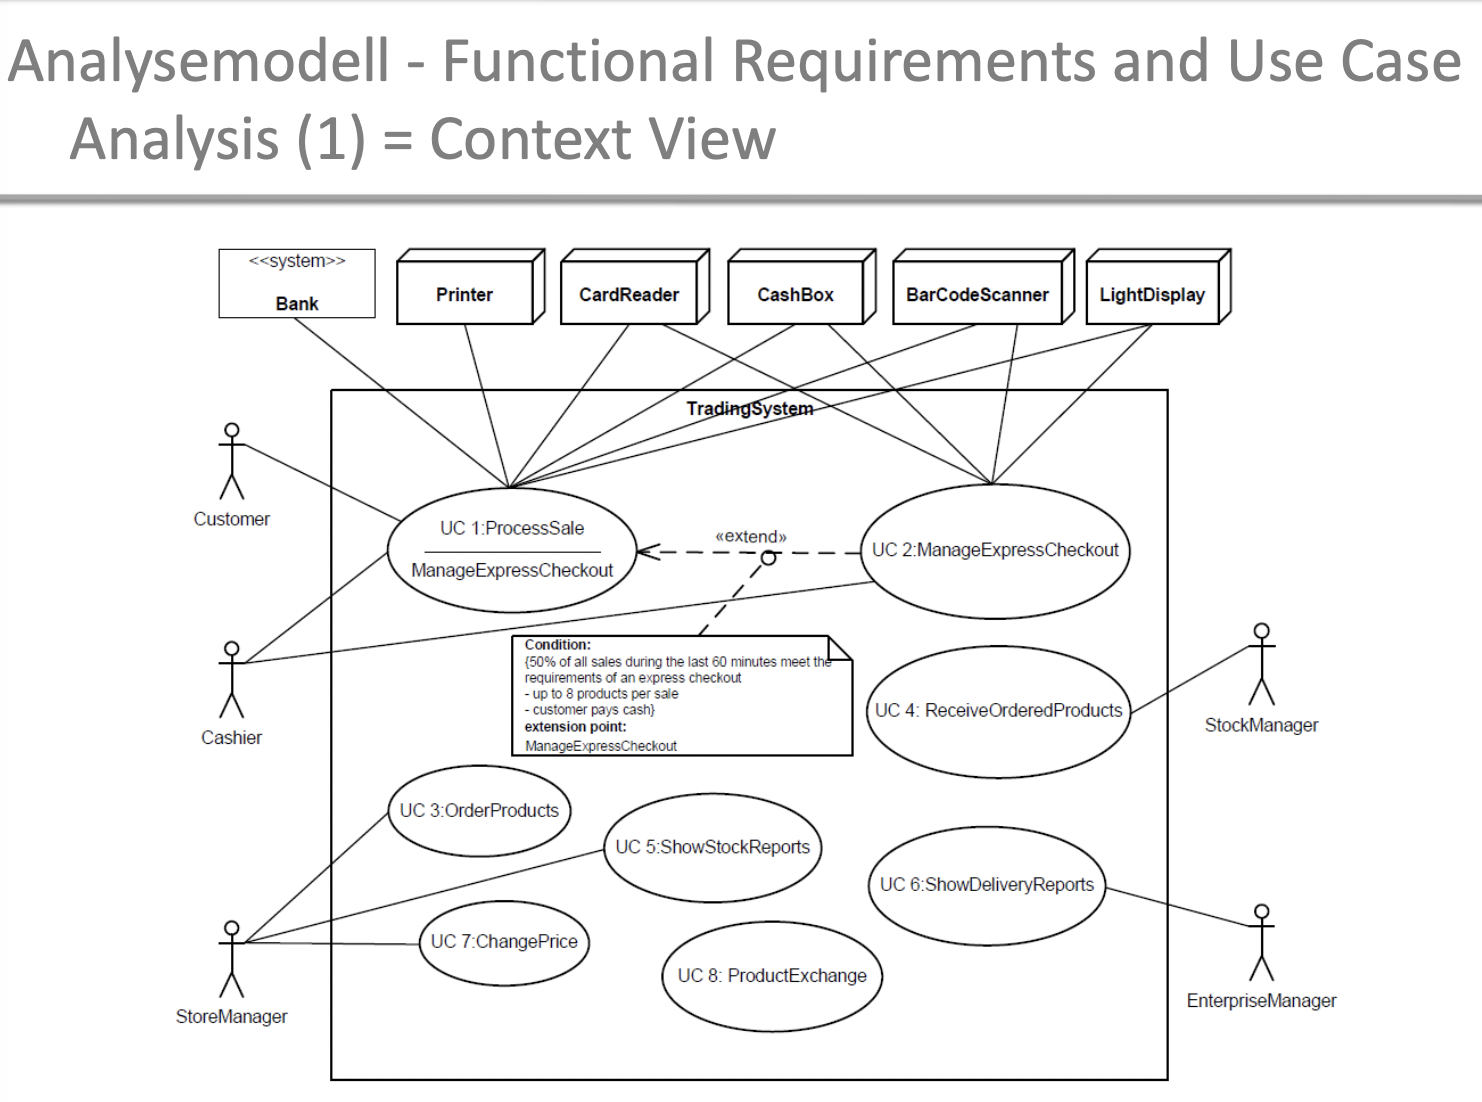 Analysemodell - Functional Requirements and Use Case
Analysis (1) = Context View
<<system>>
Bank
Printer
CardReader
CashBox
BarCodeScanner
LightDisplay
TradingSystem
Customer
UC 1:ProcessSale
ManageExpressCheckout
«extend»
UC 2:ManageExpressCheckout
Cashier
Condition:
{50% of all sales during the last 60 minutes meet the
requirements of an express checkout
- up to 8 products per sale
- customer pays cash}
extension point:
ManageExpressCheckout
UC 4: ReceiveOrderedProducts
StockManager
UC 3:OrderProducts
UC 5:ShowStockReports
UC 6:ShowDeliveryReports
UC 7:ChangePrice
UC 8: ProductExchange
StoreManager
EnterpriseManager